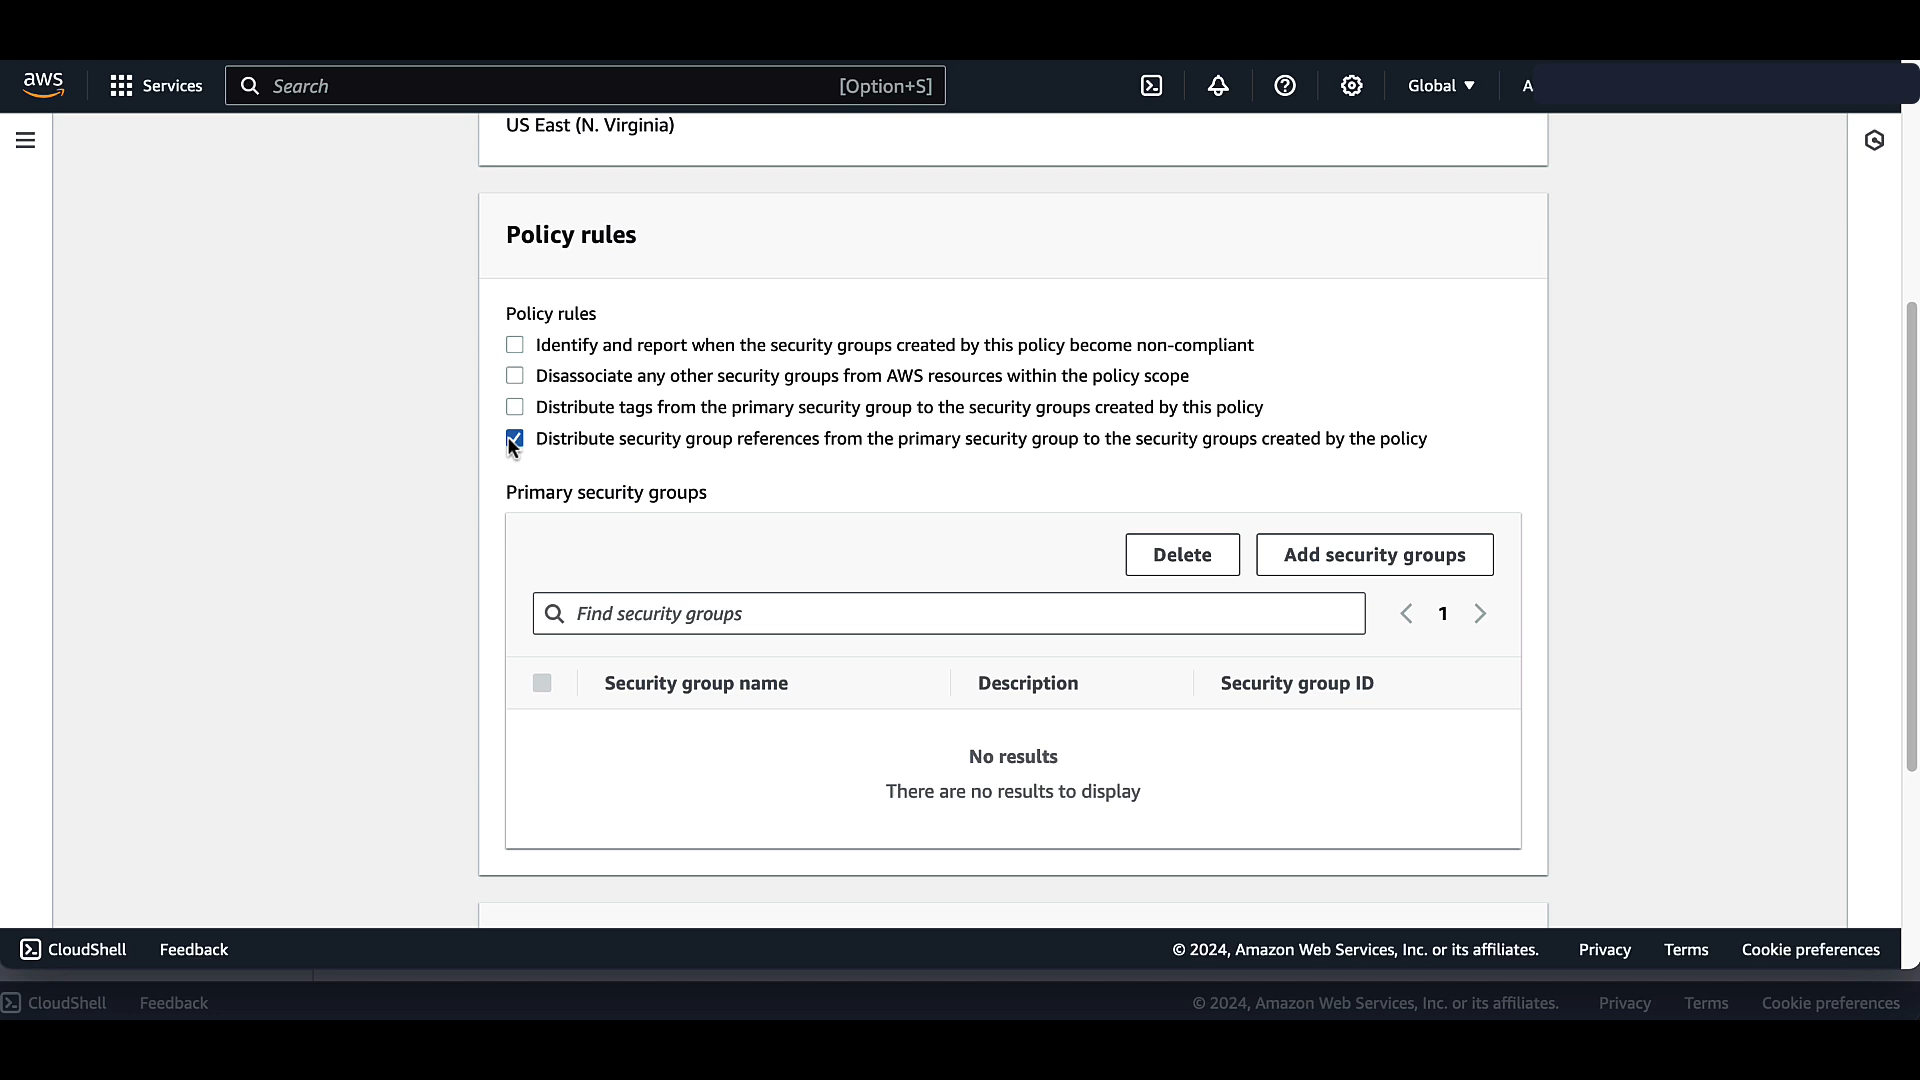 aws
Services
Search
[Option+S]
Global
A
US East (N. Virginia)
Policy rules
Policy rules
Identify and report when the security groups created by this policy become non-compliant
Disassociate any other security groups from AWS resources within the policy scope
Distribute tags from the primary security group to the security groups created by this policy
Distribute security group references from the primary security group to the security groups created by the policy
Primary security groups
Delete
Add security groups
Find security groups
1
Security group name
Description
Security group ID
No results
There are no results to display
CloudShell
Feedback
© 2024, Amazon Web Services, Inc. or its affiliates.
Privacy
Terms
Cookie preferences
CloudShell
Feedback
© 2024, Amazon Web Services, Inc. or its affiliates.
Privacy
Terms
Cookie preferences